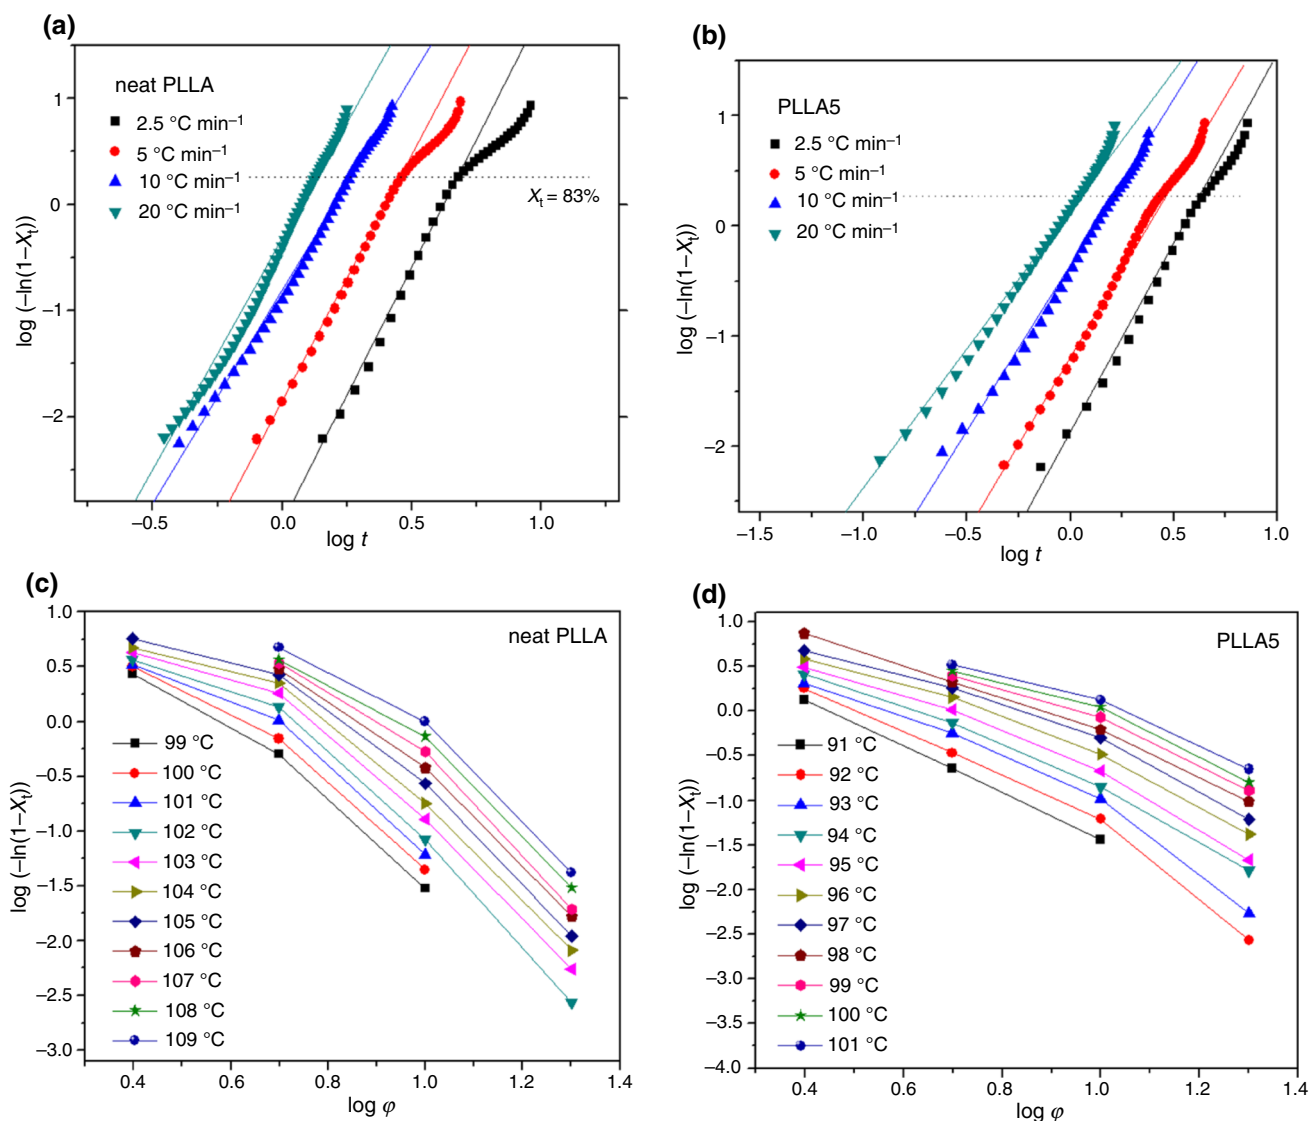 (a)
neat PLLA
2.5 °C min⁻¹
5 °C min⁻¹
10 °C min⁻¹
20 °C min⁻¹
Xt = 83%
1
0
–1
–2
log (–ln(1–Xt))
–0.5
0.0
0.5
1.0
log t
(b)
PLLA5
2.5 °C min⁻¹
5 °C min⁻¹
10 °C min⁻¹
20 °C min⁻¹
1
0
–1
–2
log (–ln(1–Xt))
–1.5
–1.0
–0.5
0.0
0.5
1.0
log t
(c)
neat PLLA
1.0
0.5
0.0
–0.5
–1.0
–1.5
–2.0
–2.5
–3.0
log (–ln(1–Xt))
99 °C
100 °C
101 °C
102 °C
103 °C
104 °C
105 °C
106 °C
107 °C
108 °C
109 °C
0.4
0.6
0.8
1.0
1.2
1.4
log φ
(d)
PLLA5
1.0
0.5
0.0
–0.5
–1.0
–1.5
–2.0
–2.5
–3.0
–3.5
–4.0
log (–ln(1–Xt))
91 °C
92 °C
93 °C
94 °C
95 °C
96 °C
97 °C
98 °C
99 °C
100 °C
101 °C
0.4
0.6
0.8
1.0
1.2
1.4
log φ